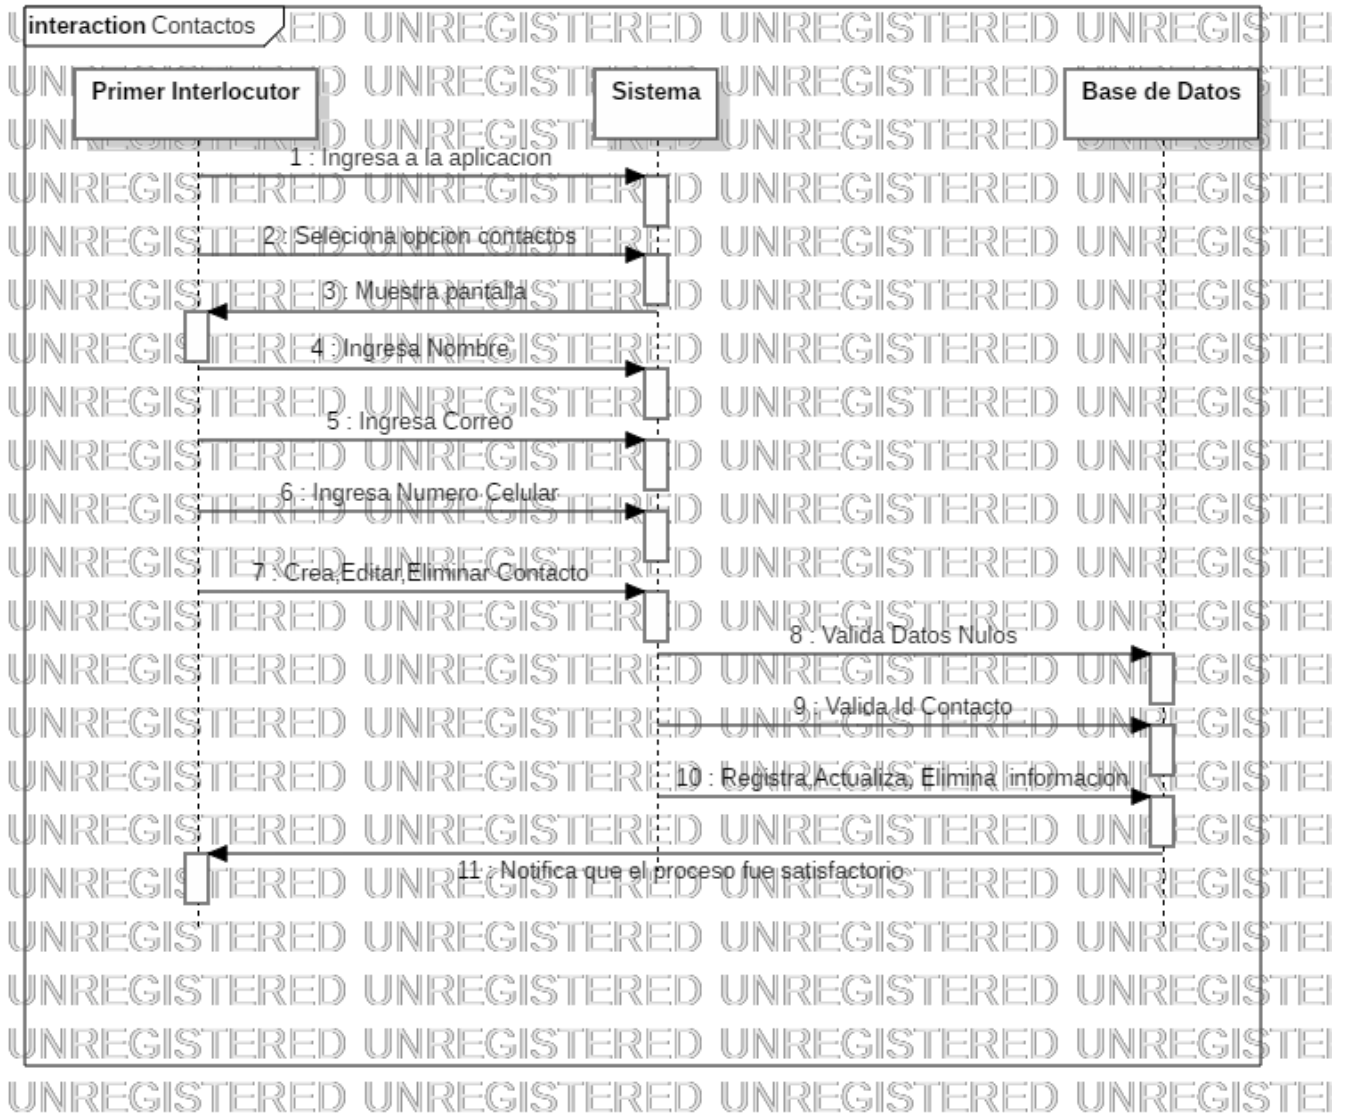 interaction Contactos
Primer Interlocutor
Sistema
Base de Datos
1 : Ingresa a la aplicacion
2 : Seleciona opcion contactos
3 : Muestra pantalla
4 : Ingresa Nombre
5 : Ingresa Correo
6 : Ingresa Numero Celular
7 : Crea,Editar,Eliminar Contacto
8 : Valida Datos Nulos
9 : Valida Id Contacto
10 : Registra,Actualiza, Elimina informacion
11 : Notifica que el proceso fue satisfactorio
UNREGISTERED UNREGISTERED UNREGISTERED